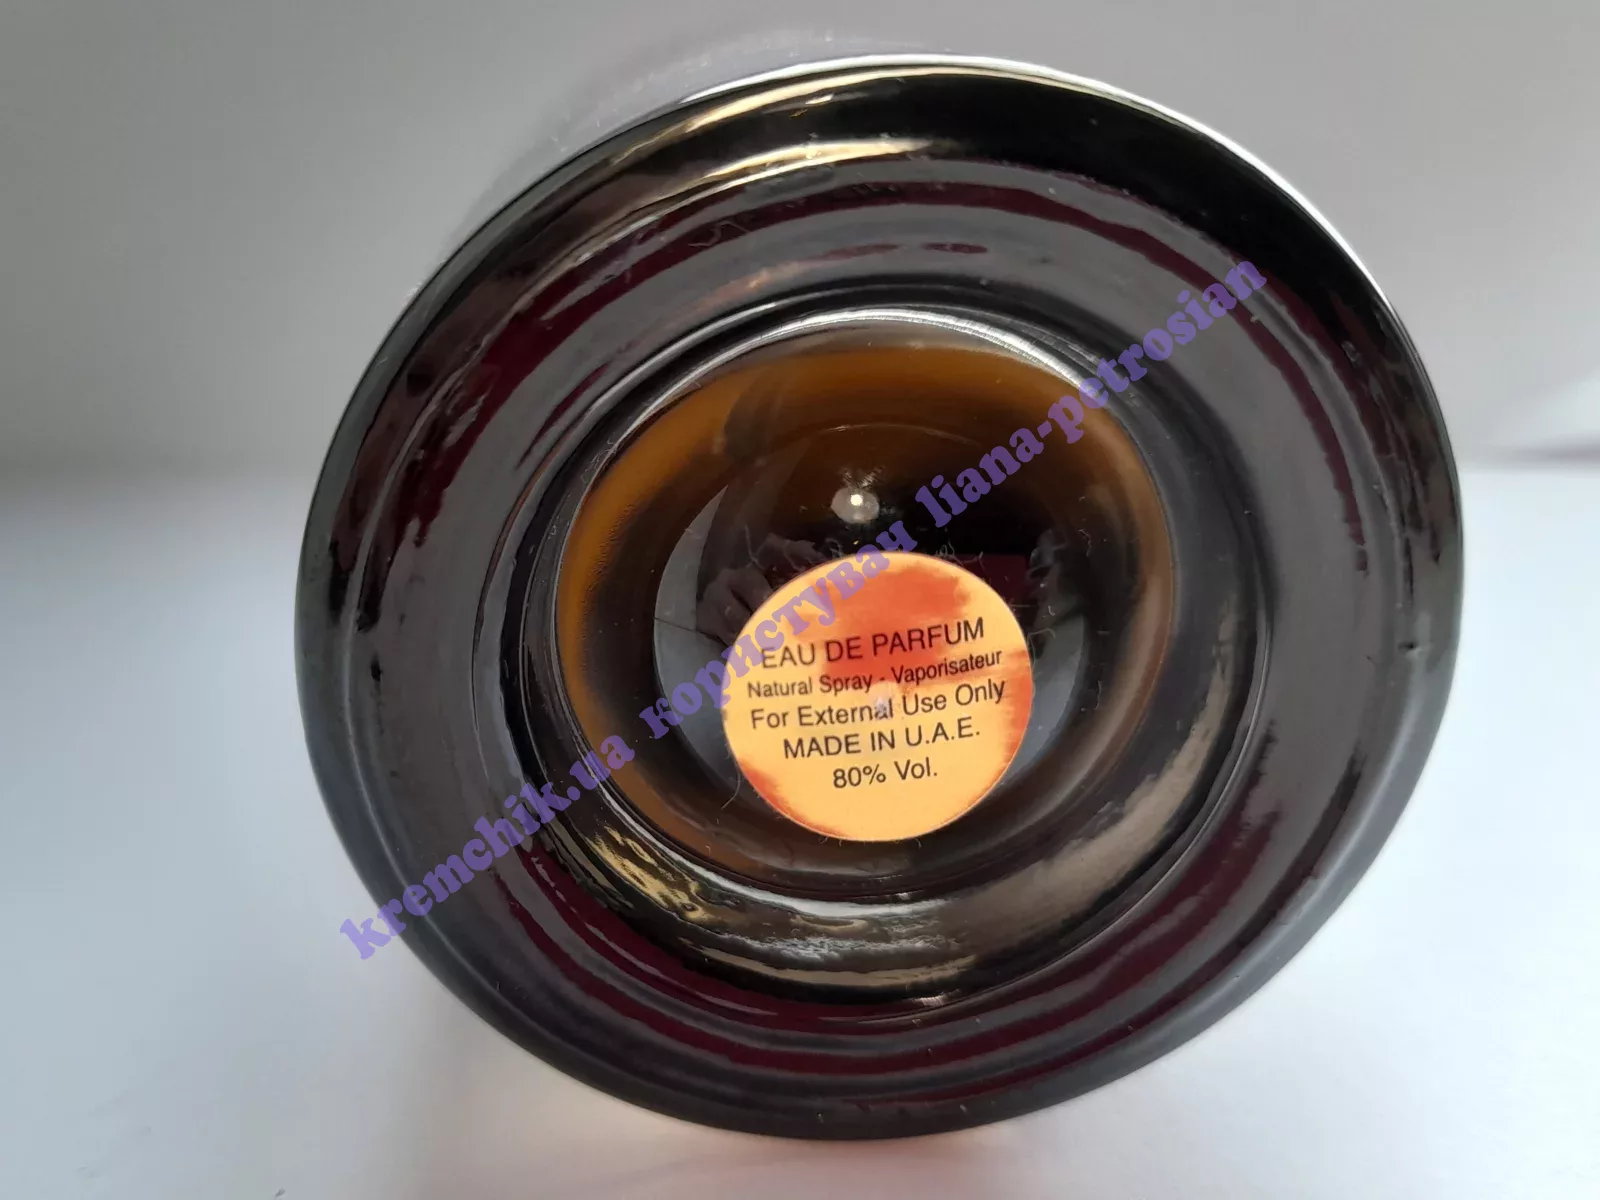 EAU DE PARFUM
Natural Spray - Vaporisateur
For External Use Only
MADE IN U.A.E.
80% Vol.
kremchik.ua користувач liana-petrosian